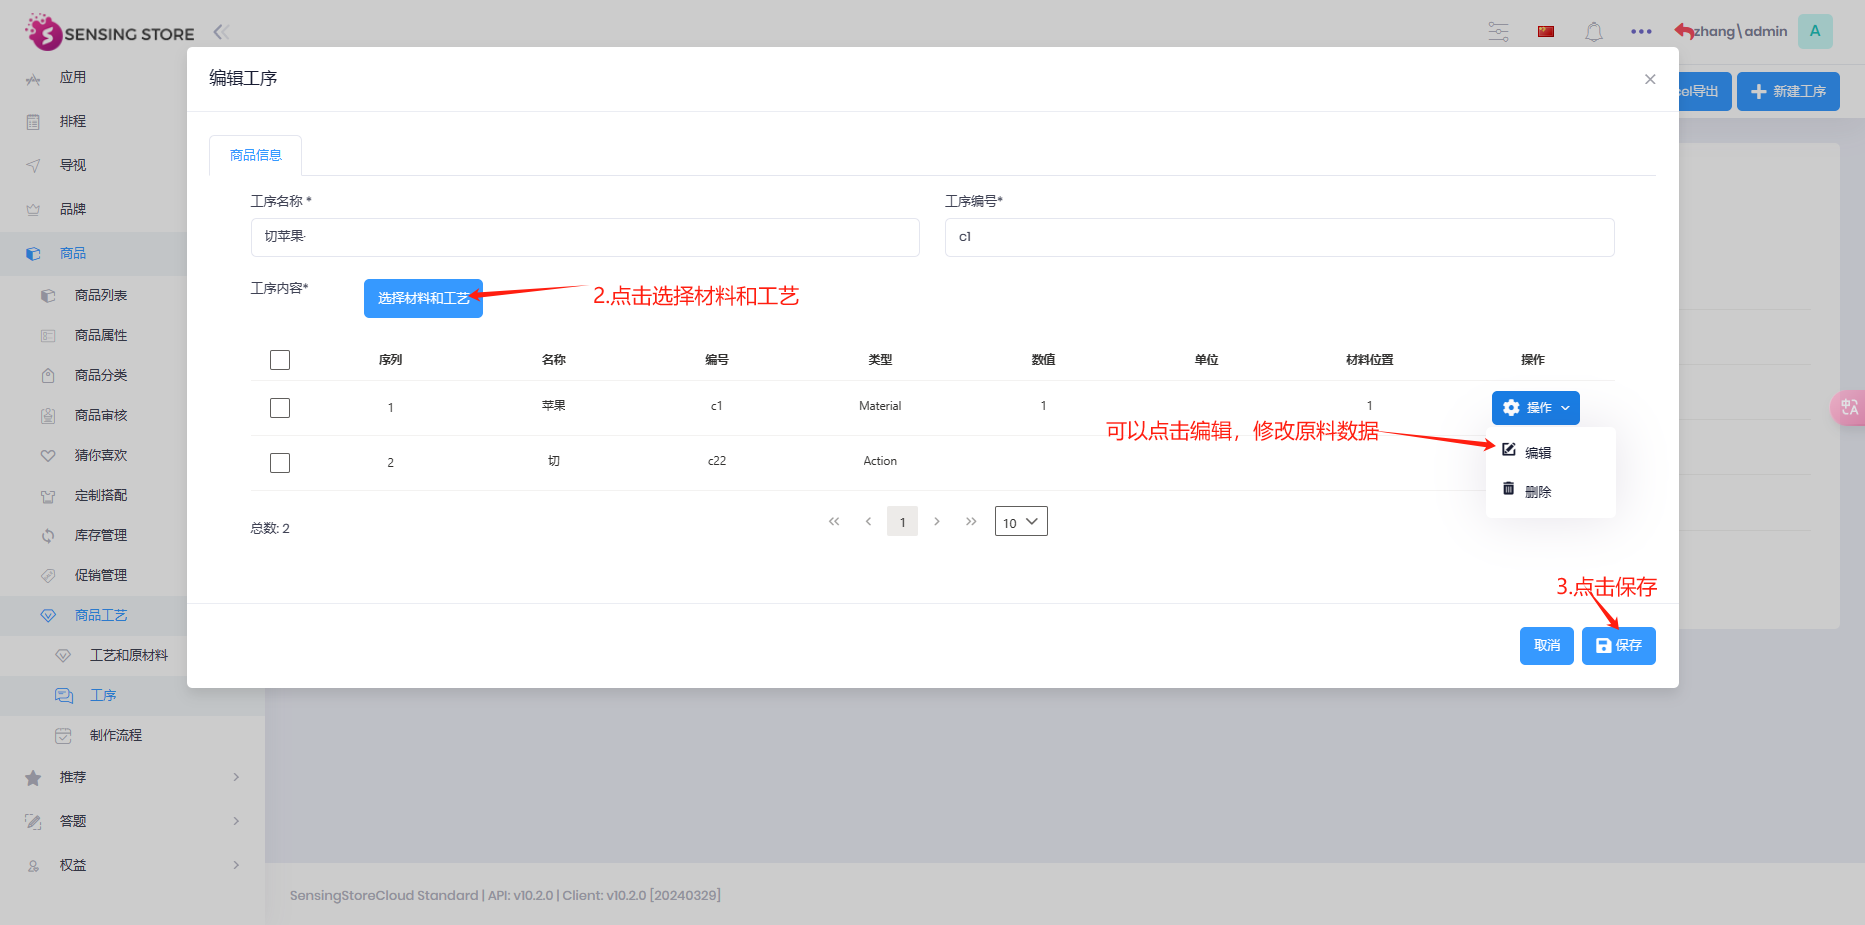 SENSING STORE
zhang\admin
A
应用
排程
导视
品牌
商品
商品列表
商品属性
商品分类
商品审核
猜你喜欢
定制搭配
库存管理
促销管理
商品工艺
工艺和原材料
工序
制作流程
推荐
答题
权益
导出
新建工序
编辑工序
商品信息
工序名称 *
工序编号*
切苹果·
c1
工序内容*
选择材料和工艺
2.点击选择材料和工艺
序列 名称 编号 类型 数值 单位 材料位置 操作
1 苹果 c1 Material 1 1 操作
可以点击编辑，修改原料数据
编辑
2 切 c22 Action
删除
总数: 2
1
10
3.点击保存
取消
保存
中A
SensingStoreCloud Standard | API: v10.2.0 | Client: v10.2.0 [20240329]